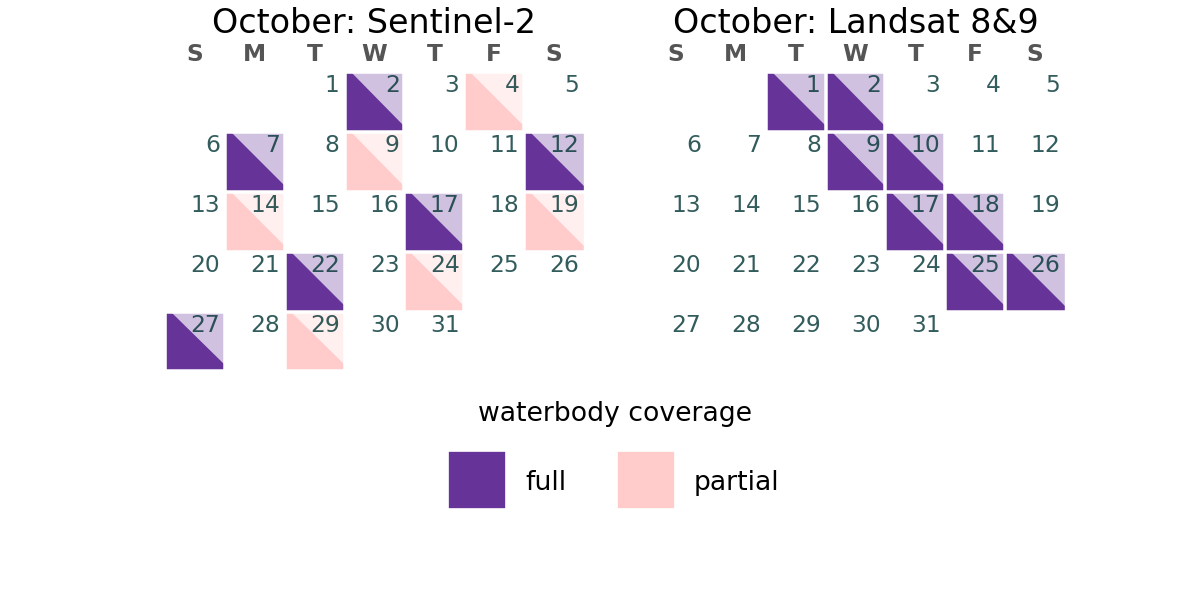 October: Sentinel-2
S M T W T F S
1 2 3 4 5
6 7 8 9 10 11 12
13 14 15 16 17 18 19
20 21 22 23 24 25 26
27 28 29 30 31
October: Landsat 8&9
S M T W T F S
1 2 3 4 5
6 7 8 9 10 11 12
13 14 15 16 17 18 19
20 21 22 23 24 25 26
27 28 29 30 31
waterbody coverage
full partial